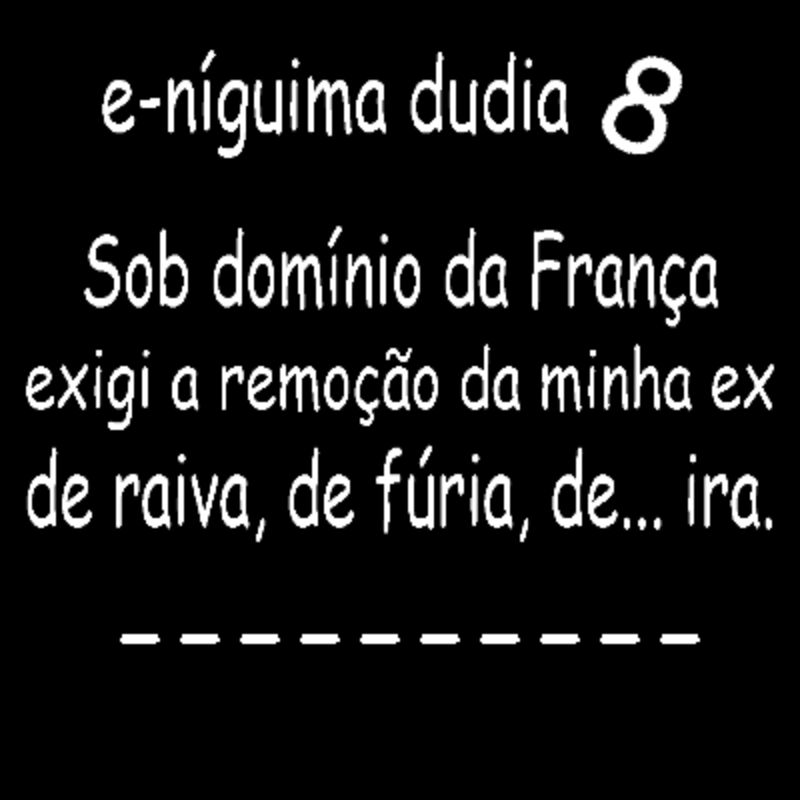 e-níguima dudia 8
Sob domínio da França
exigi a remoção da minha ex
de raiva, de fúria, de... ira.
_ _ _ _ _ _ _ _ _ _